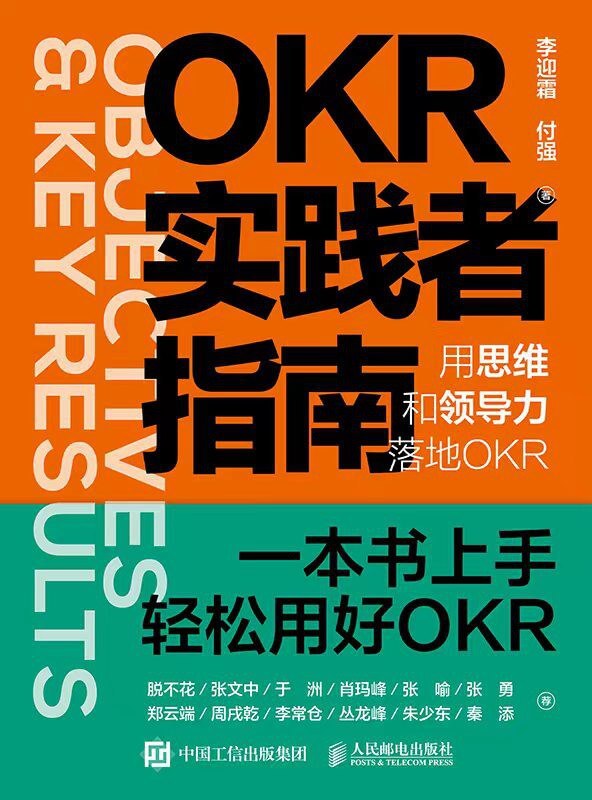 OBJECTIVES
& KEY RESULTS
OKR
实践者
指南
李迎霜 付强 著
用思维
和领导力
落地OKR
一本书上手
轻松用好OKR
脱不花/张文中/于 洲/肖玛峰/张 喻/张 勇
郑云端/周戌乾/李常仓/丛龙峰/朱少东/秦 添
荐
中国工信出版集团
人民邮电出版社
POSTS & TELECOM PRESS